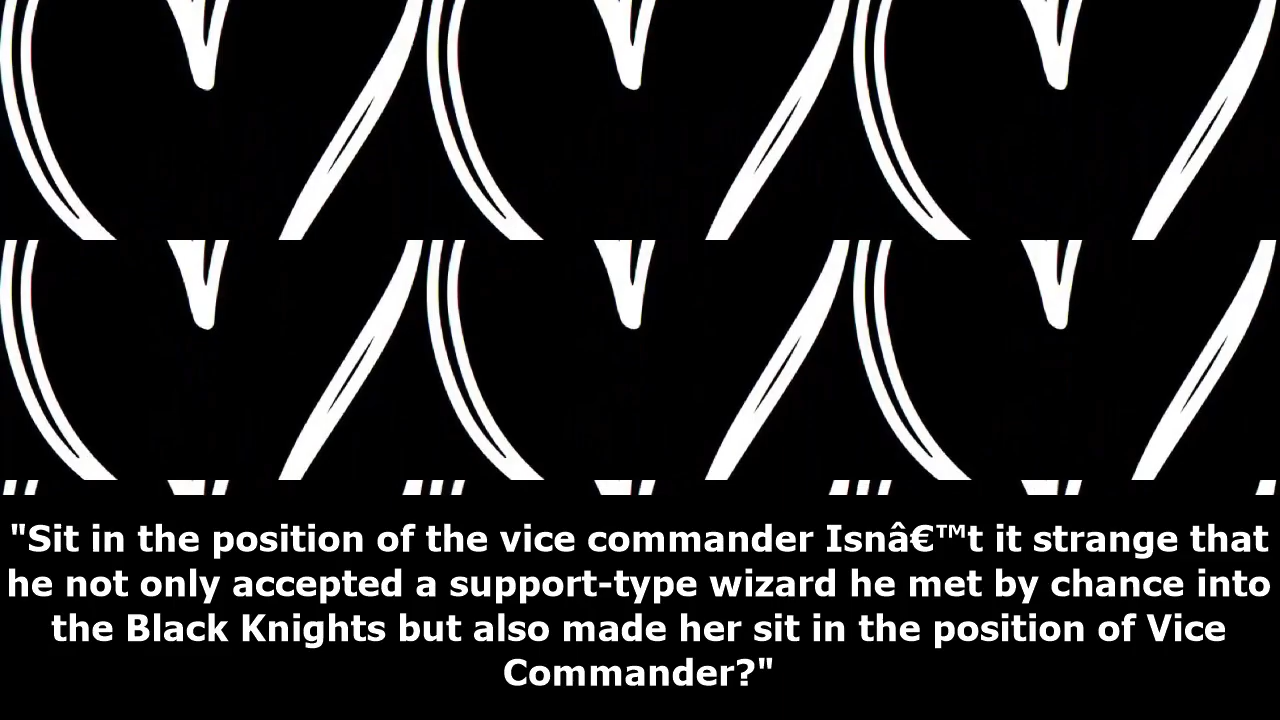 "Sit in the position of the vice commander Isnâ€™t it strange that
he not only accepted a support-type wizard he met by chance into
the Black Knights but also made her sit in the position of Vice
Commander?"